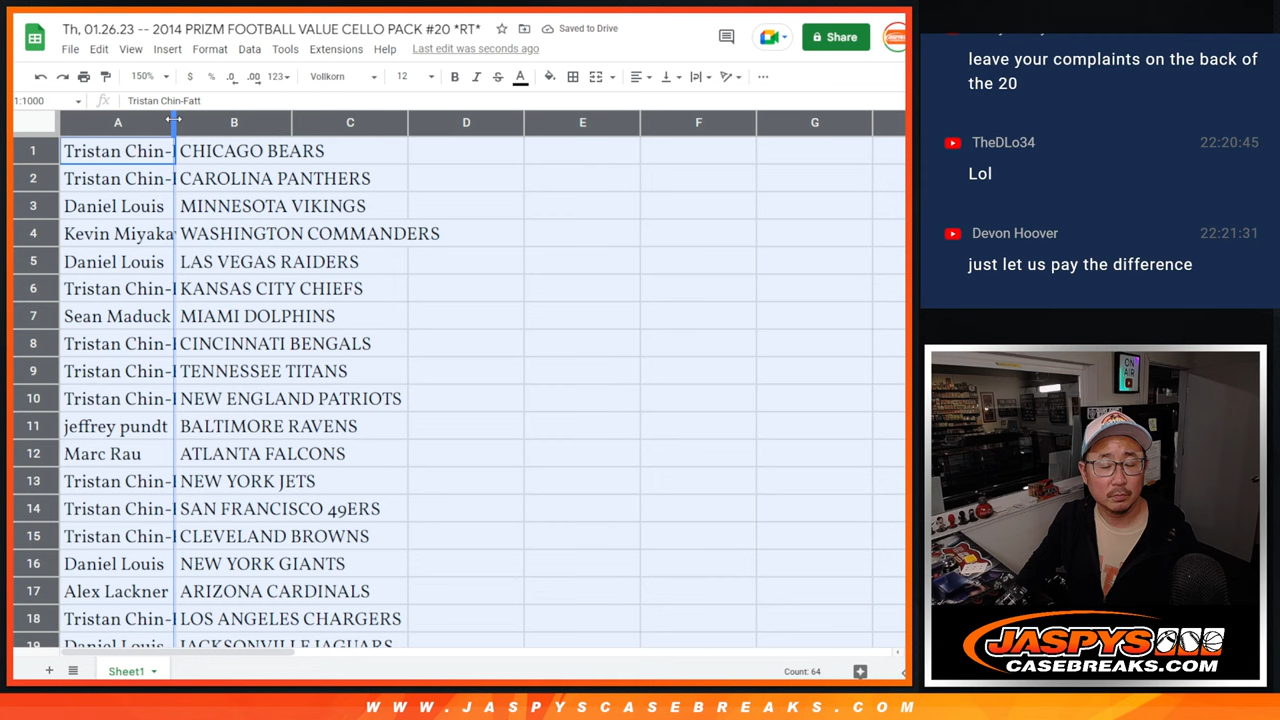 Th, 01.26.23 -- 2014 PRIZM FOOTBALL VALUE CELLO PACK #20 *RT*
Saved to Drive
File Edit View Insert Format Data Tools Extensions Help Last edit was seconds ago
Share
150% $ % .0 .00 123 Vollkorn 12 B I S A
1:1000 fx Tristan Chin-Fatt
A B C D E F G
1 Tristan Chin- CHICAGO BEARS
2 Tristan Chin- CAROLINA PANTHERS
3 Daniel Louis MINNESOTA VIKINGS
4 Kevin Miyaka WASHINGTON COMMANDERS
5 Daniel Louis LAS VEGAS RAIDERS
6 Tristan Chin- KANSAS CITY CHIEFS
7 Sean Maduck MIAMI DOLPHINS
8 Tristan Chin- CINCINNATI BENGALS
9 Tristan Chin- TENNESSEE TITANS
10 Tristan Chin- NEW ENGLAND PATRIOTS
11 jeffrey pundt BALTIMORE RAVENS
12 Marc Rau ATLANTA FALCONS
13 Tristan Chin- NEW YORK JETS
14 Tristan Chin- SAN FRANCISCO 49ERS
15 Tristan Chin- CLEVELAND BROWNS
16 Daniel Louis NEW YORK GIANTS
17 Alex Lackner ARIZONA CARDINALS
18 Tristan Chin- LOS ANGELES CHARGERS
19 Daniel Louis JACKSONVILLE JAGUARS
Sheet1
Count: 64
leave your complaints on the back of
the 20
TheDLo34 22:20:45
Lol
Devon Hoover 22:21:31
just let us pay the difference
ON
AIR
JASPYS
CASEBREAKS.COM
WWW.JASPYSCASEBREAKS.COM